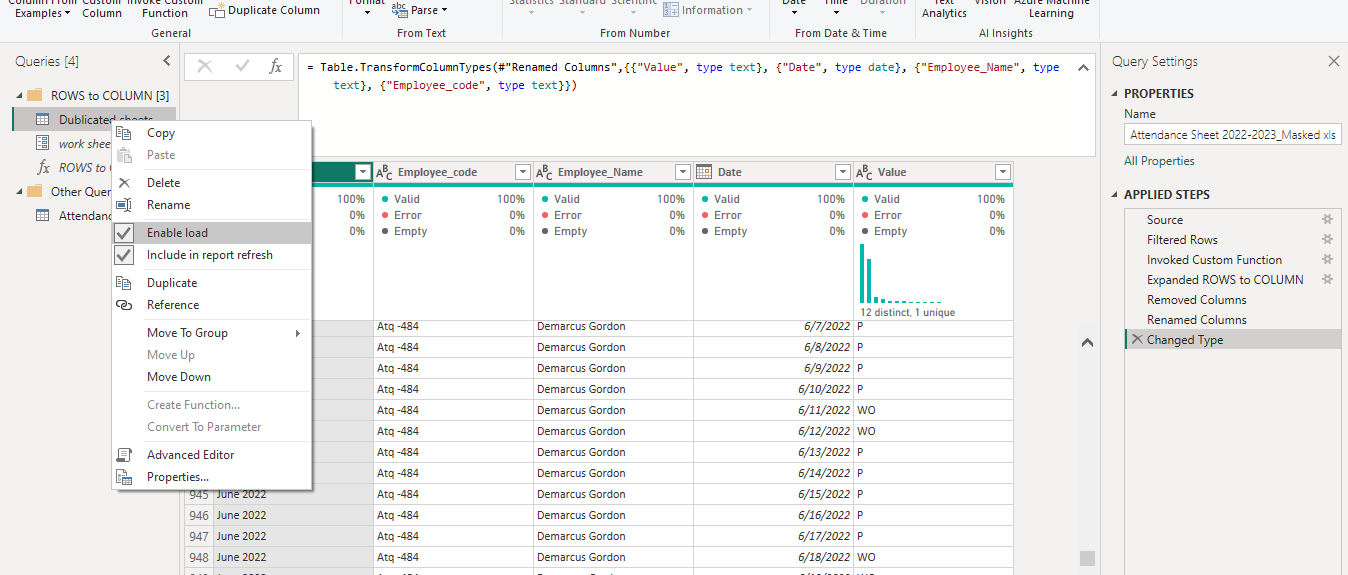 Column From
Examples
Custom
Column
Invoke Custom
Function
Duplicate Column
General
Format
Parse
From Text
Statistics
Standard
Scientific
Information
From Number
Date
Time
Duration
From Date & Time
Text
Analytics
Vision
Azure Machine
Learning
AI Insights
Queries [4]
ROWS to COLUMN [3]
Dublicated sheets
work shee
ROWS to
Other Quer
Attendanc
Copy
Paste
Delete
Rename
Enable load
Include in report refresh
Duplicate
Reference
Move To Group
Move Up
Move Down
Create Function...
Convert To Parameter
Advanced Editor
Properties...
fx
= Table.TransformColumnTypes(#"Renamed Columns",{{"Value", type text}, {"Date", type date}, {"Employee_Name", type
text}, {"Employee_code", type text}})
Employee_code
Employee_Name
Date
Value
100% Valid 100% Valid 100% Valid 100% Valid 100%
0% Error 0% Error 0% Error 0% Error 0%
0% Empty 0% Empty 0% Empty 0% Empty 0%
12 distinct, 1 unique
Atq -484 Demarcus Gordon 6/7/2022 P
Atq -484 Demarcus Gordon 6/8/2022 P
Atq -484 Demarcus Gordon 6/9/2022 P
Atq -484 Demarcus Gordon 6/10/2022 P
Atq -484 Demarcus Gordon 6/11/2022 WO
Atq -484 Demarcus Gordon 6/12/2022 WO
Atq -484 Demarcus Gordon 6/13/2022 P
Atq -484 Demarcus Gordon 6/14/2022 P
945 June 2022 Atq -484 Demarcus Gordon 6/15/2022 P
946 June 2022 Atq -484 Demarcus Gordon 6/16/2022 P
947 June 2022 Atq -484 Demarcus Gordon 6/17/2022 P
948 June 2022 Atq -484 Demarcus Gordon 6/18/2022 WO
Query Settings
PROPERTIES
Name
Attendance Sheet 2022-2023_Masked xls
All Properties
APPLIED STEPS
Source
Filtered Rows
Invoked Custom Function
Expanded ROWS to COLUMN
Removed Columns
Renamed Columns
Changed Type